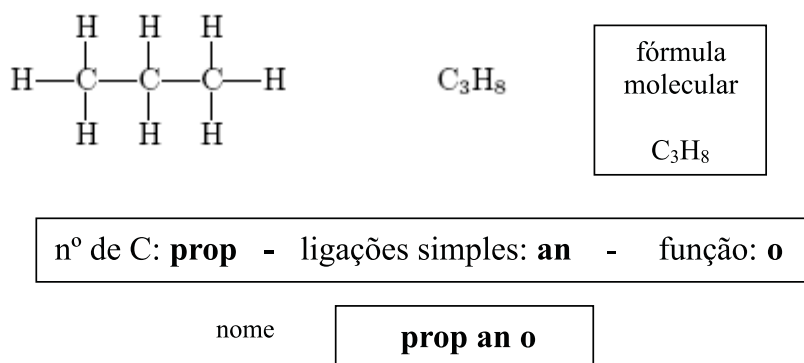 H H H
H—C—C—C—H
H H H
C₃H₈
fórmula
molecular
C₃H₈
nº de C: prop - ligações simples: an - função: o
nome
prop an o